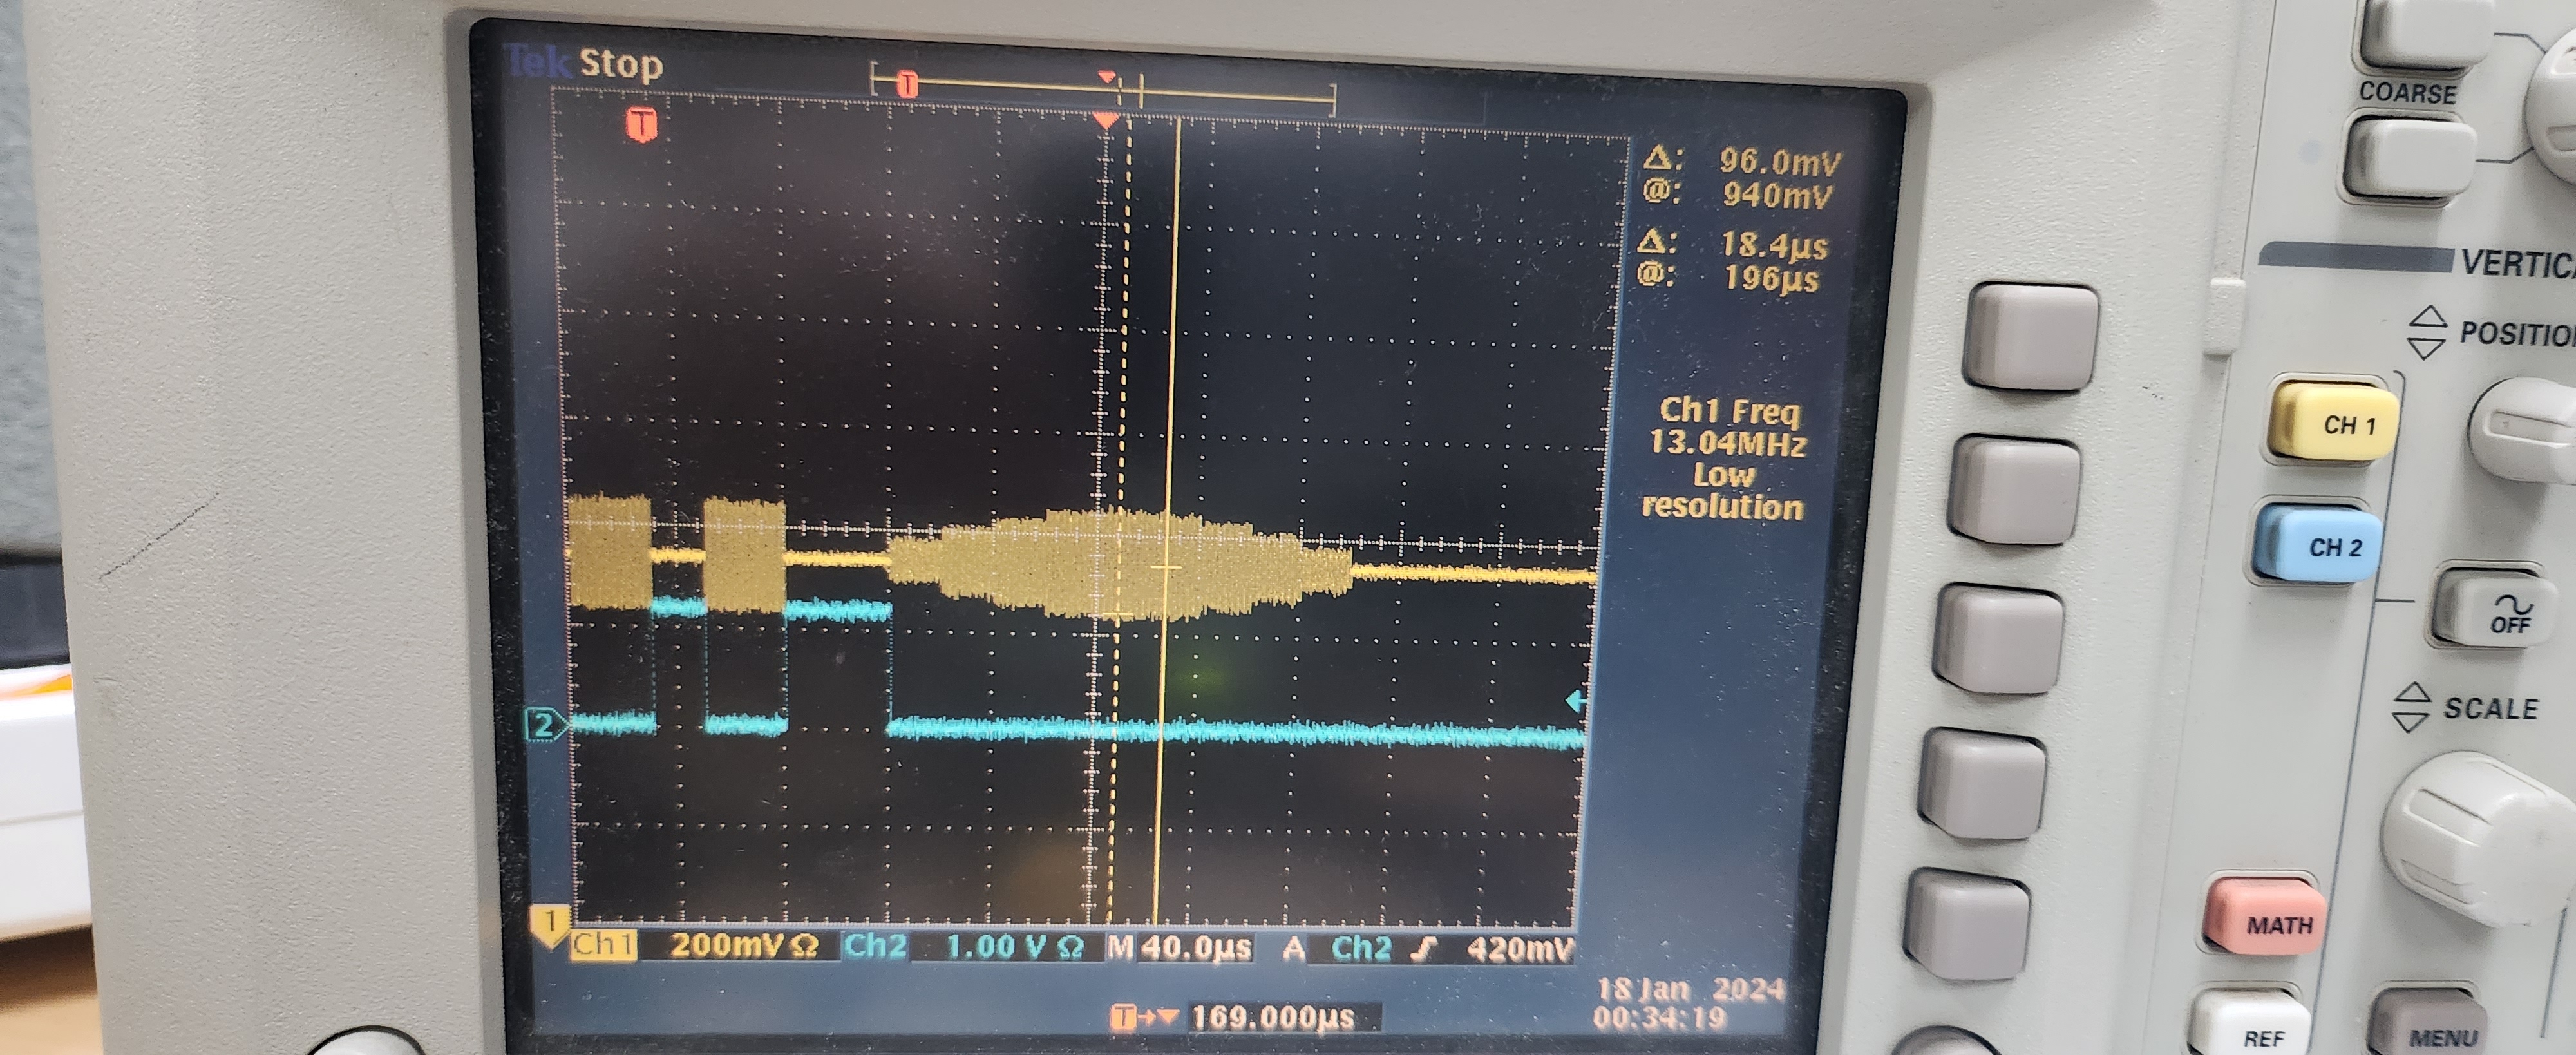 Tek Stop
T
T
Δ: 96.0mV
@: 940mV
Δ: 18.4µs
@: 196µs
Ch1 Freq
13.04MHz
Low
resolution
2
1
Ch1 200mVΩ Ch2 1.00 VΩ M 40.0µs A Ch2 420mV
T→▼ 169.000µs
18 Jan 2024
00:34:19
COARSE
POSITIO
CH 1
CH 2
OFF
SCALE
MATH
REF
MENU